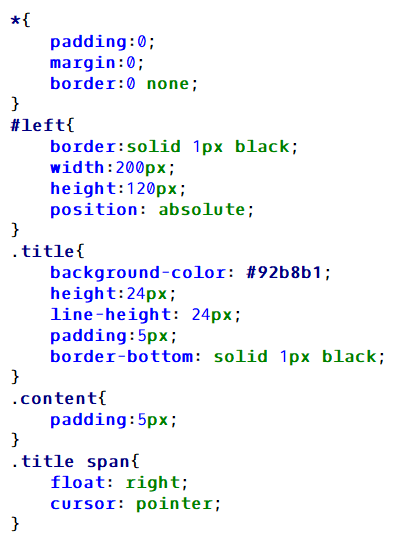 *{
    padding:0;
    margin:0;
    border:0 none;
}
#left{
    border:solid 1px black;
    width:200px;
    height:120px;
    position: absolute;
}
.title{
    background-color: #92b8b1;
    height:24px;
    line-height: 24px;
    padding:5px;
    border-bottom: solid 1px black;
}
.content{
    padding:5px;
}
.title span{
    float: right;
    cursor: pointer;
}